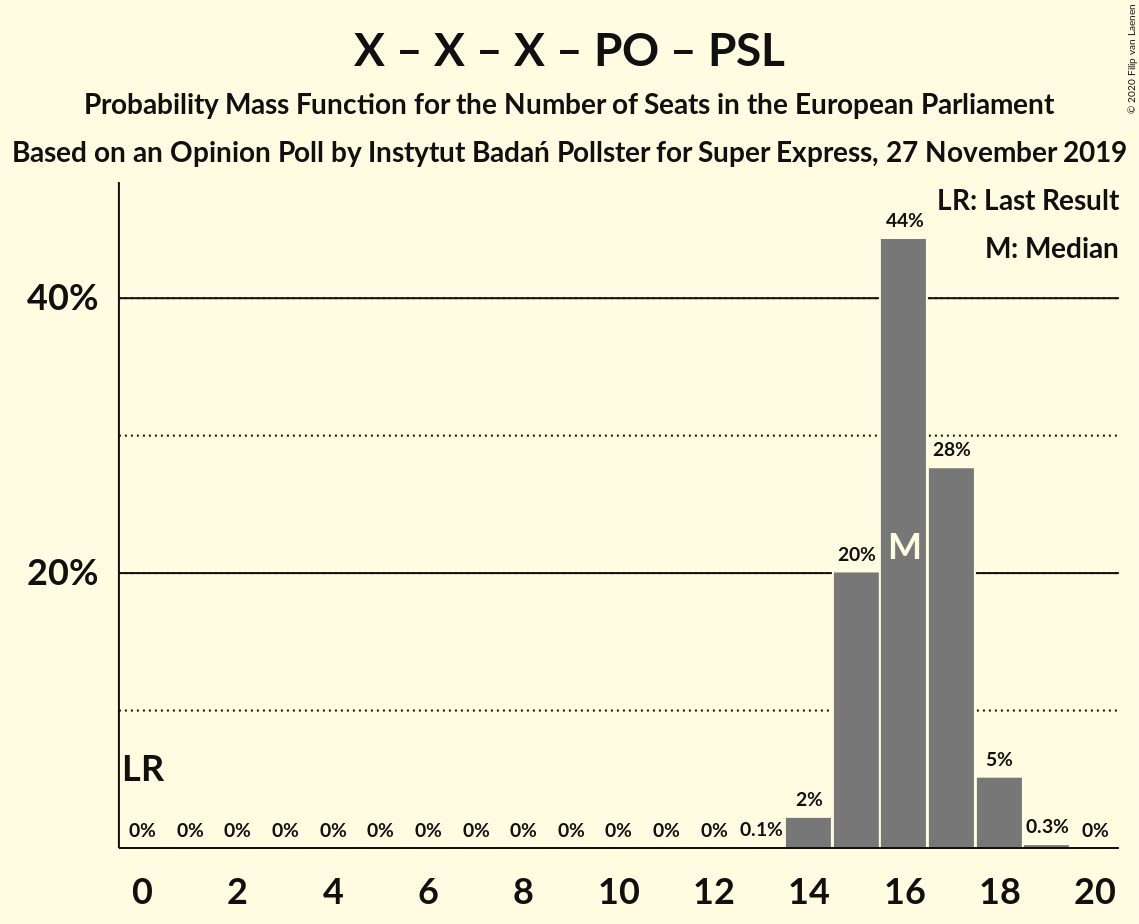 X – X – X – PO – PSL
Probability Mass Function for the Number of Seats in the European Parliament
Based on an Opinion Poll by Instytut Badań Pollster for Super Express, 27 November 2019
© 2020 Filip van Laenen
LR: Last Result
M: Median
44%
40%
28%
20%
M
20%
LR
5%
2%
0% 0% 0% 0% 0% 0% 0% 0% 0% 0% 0% 0% 0% 0.1% 0.3% 0%
0 2 4 6 8 10 12 14 16 18 20